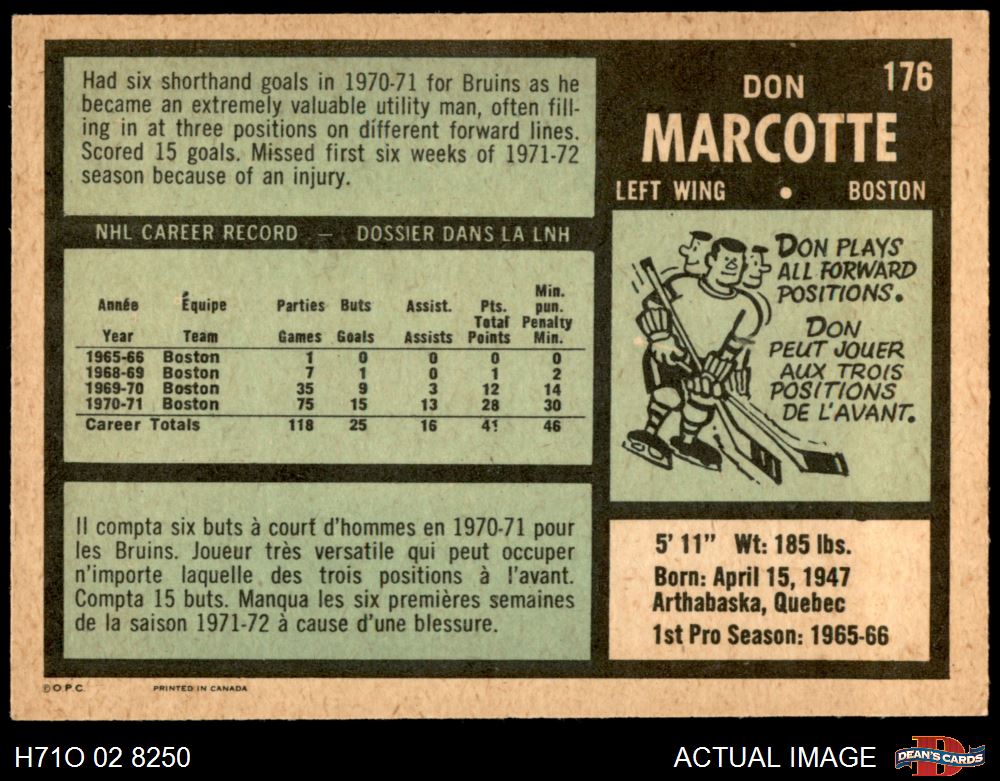 Had six shorthand goals in 1970-71 for Bruins as he
became an extremely valuable utility man, often fill-
ing in at three positions on different forward lines.
Scored 15 goals. Missed first six weeks of 1971-72
season because of an injury.
176
DON
MARCOTTE
LEFT WING • BOSTON
NHL CAREER RECORD — DOSSIER DANS LA LNH
Année Équipe Parties Buts Assist. Pts. Min. pun.
Year Team Games Goals Assists Total Points Penalty Min.
1965-66 Boston 1 0 0 0 0
1968-69 Boston 7 1 0 1 2
1969-70 Boston 35 9 3 12 14
1970-71 Boston 75 15 13 28 30
Career Totals 118 25 16 41 46
DON PLAYS
ALL FORWARD
POSITIONS.
DON
PEUT JOUER
AUX TROIS
POSITIONS
DE L'AVANT.
Il compta six buts à court d'hommes en 1970-71 pour
les Bruins. Joueur très versatile qui peut occuper
n'importe laquelle des trois positions à l'avant.
Compta 15 buts. Manqua les six premières semaines
de la saison 1971-72 à cause d'une blessure.
5' 11" Wt: 185 lbs.
Born: April 15, 1947
Arthabaska, Quebec
1st Pro Season: 1965-66
© O.P.C. PRINTED IN CANADA
H71O 02 8250
ACTUAL IMAGE
D
DEAN'S CARDS